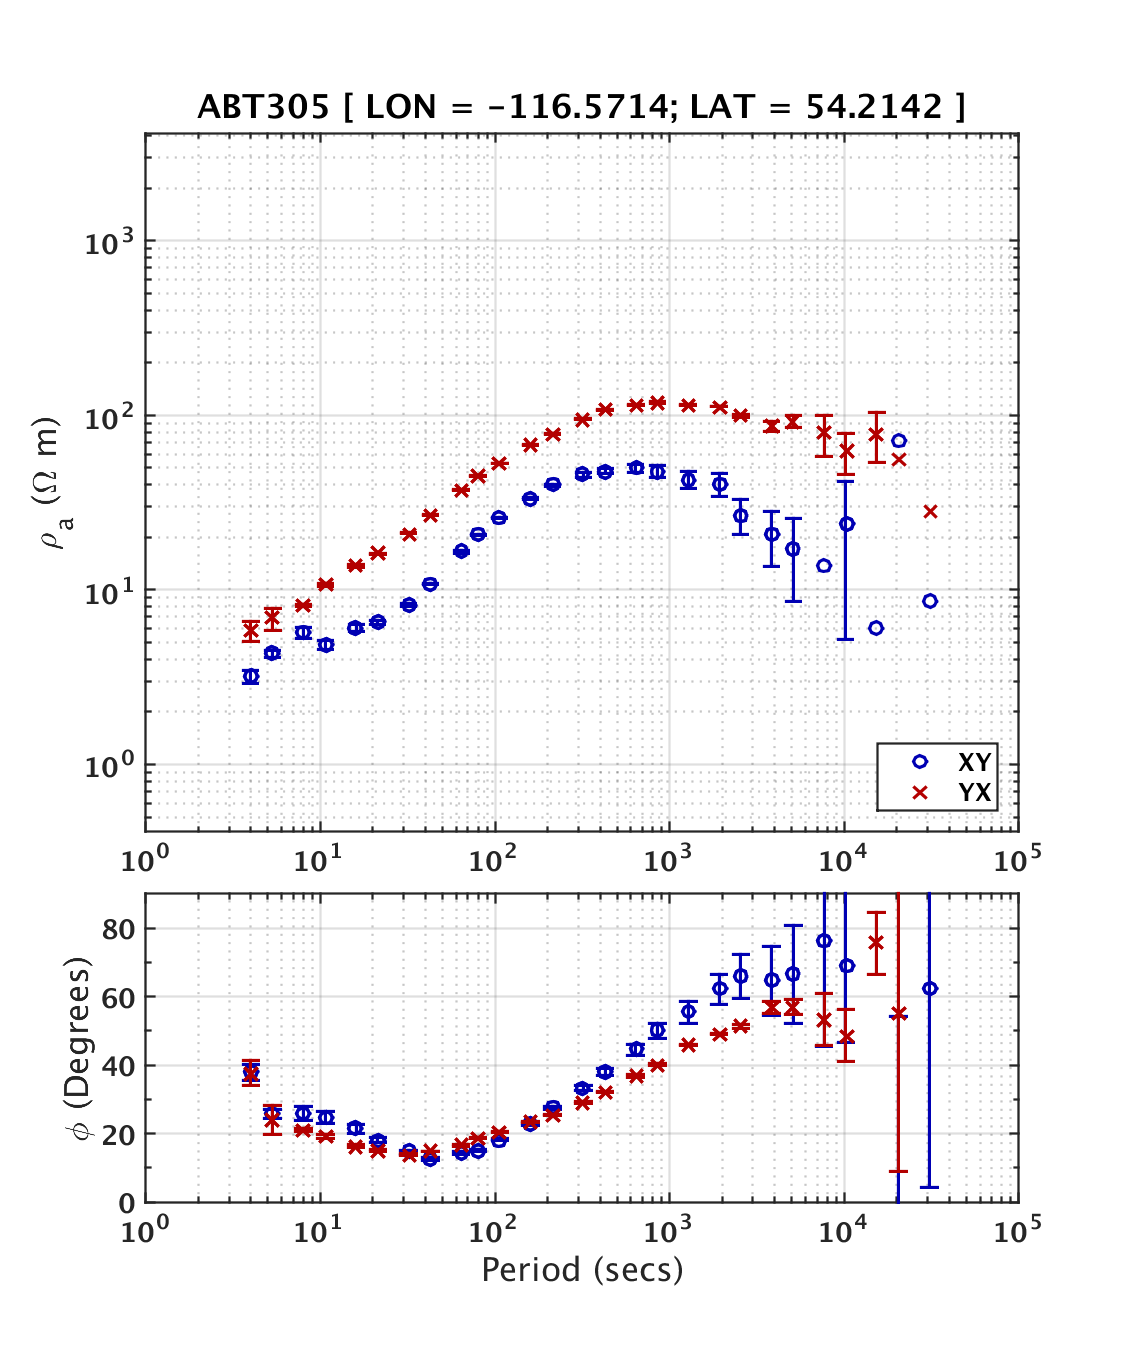 ABT305 [ LON = -116.5714; LAT = 54.2142 ]
10³
10²
10¹
10⁰
ρₐ (Ω m)
XY
YX
10⁰ 10¹ 10² 10³ 10⁴ 10⁵
80
60
40
20
0
ϕ (Degrees)
10⁰ 10¹ 10² 10³ 10⁴ 10⁵
Period (secs)